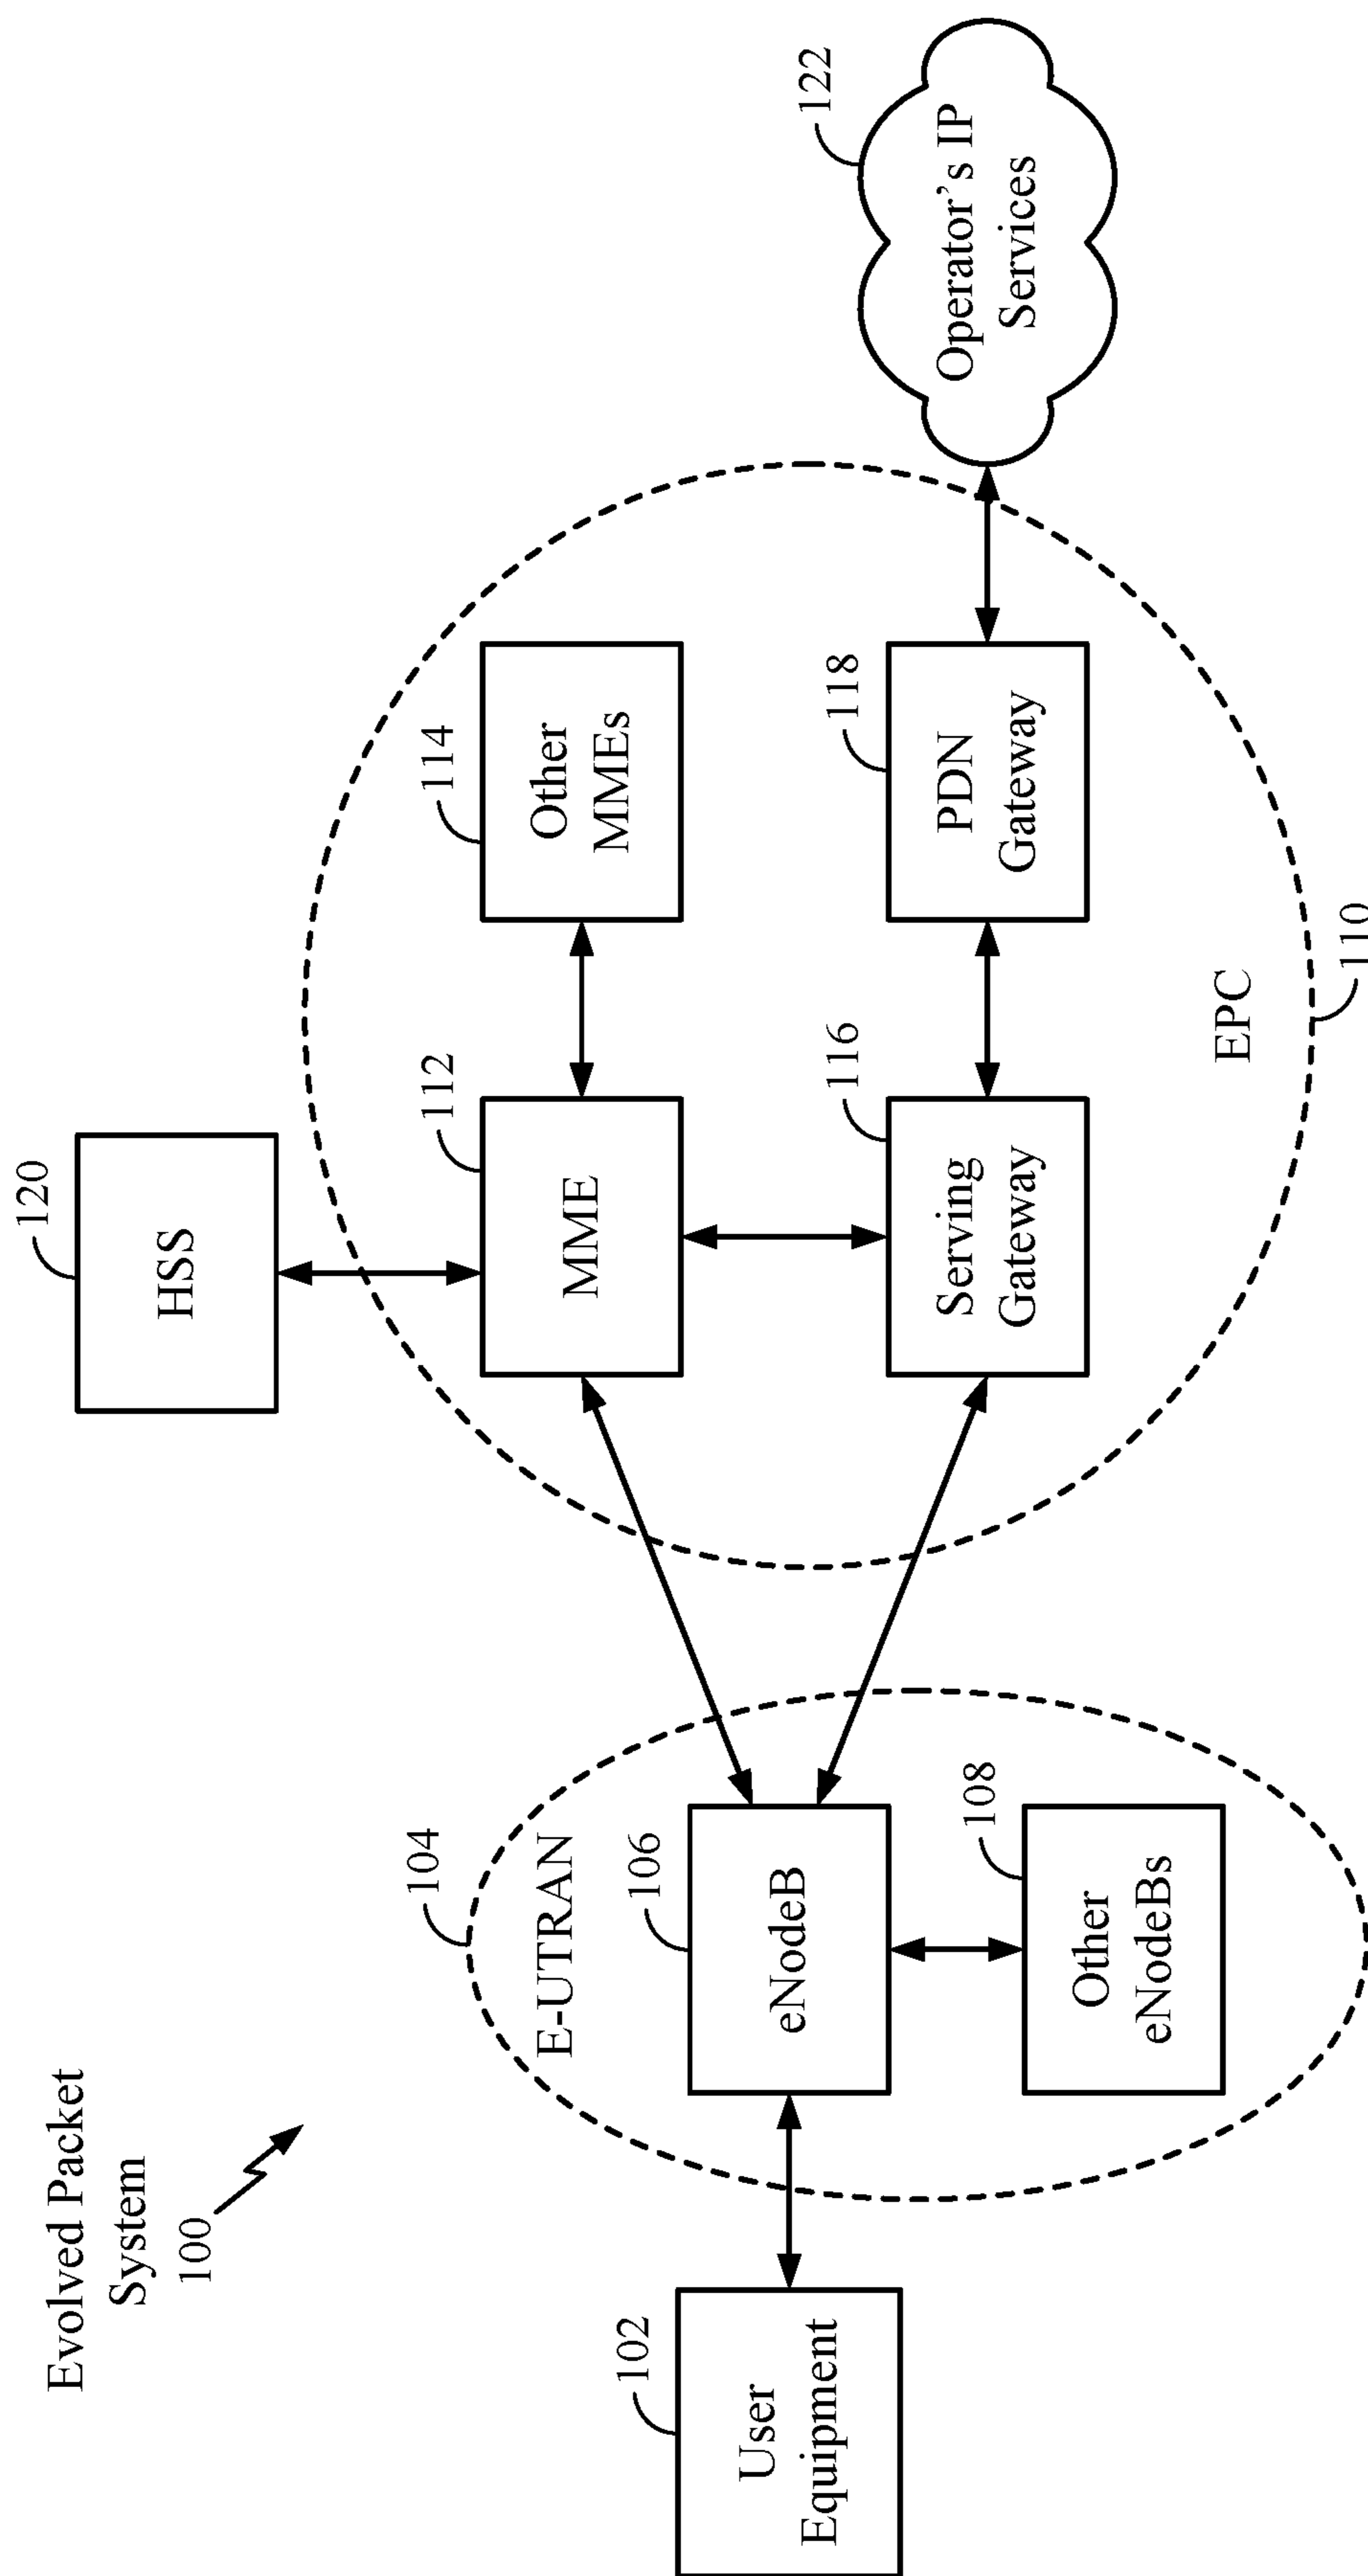 Evolved Packet
System
100
120
HSS
104
E-UTRAN
102
User
Equipment
106
eNodeB
108
Other
eNodeBs
112
MME
114
Other
MMEs
116
Serving
Gateway
118
PDN
Gateway
EPC
110
122
Operator's IP
Services